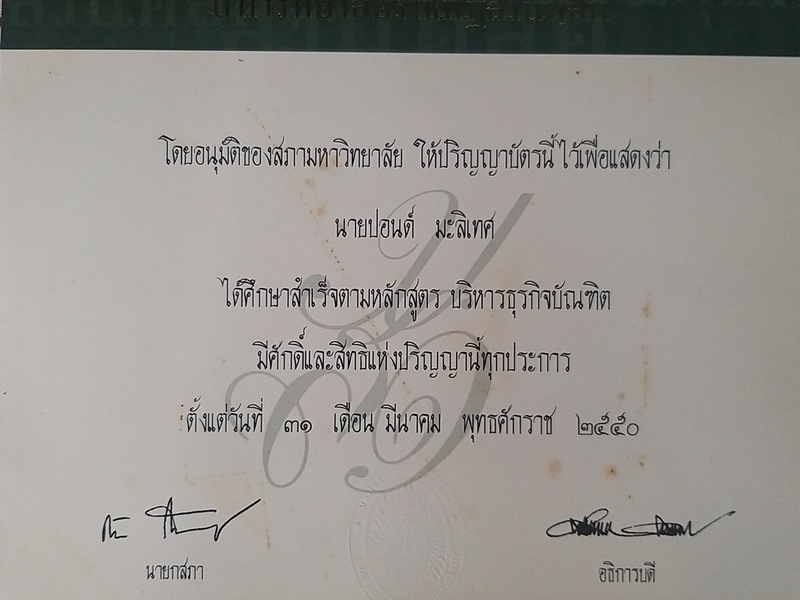 โดยอนุมัติของสภามหาวิทยาลัย ให้ปริญญาบัตรนี้ไว้เพื่อแสดงว่า
นายปอนด์ มะลิเทศ
ได้ศึกษาสำเร็จตามหลักสูตร บริหารธุรกิจบัณฑิต
มีศักดิ์และสิทธิแห่งปริญญานี้ทุกประการ
ตั้งแต่วันที่ ๓๑ เดือน มีนาคม พุทธศักราช ๒๕๕๐
นายกสภา
อธิการบดี